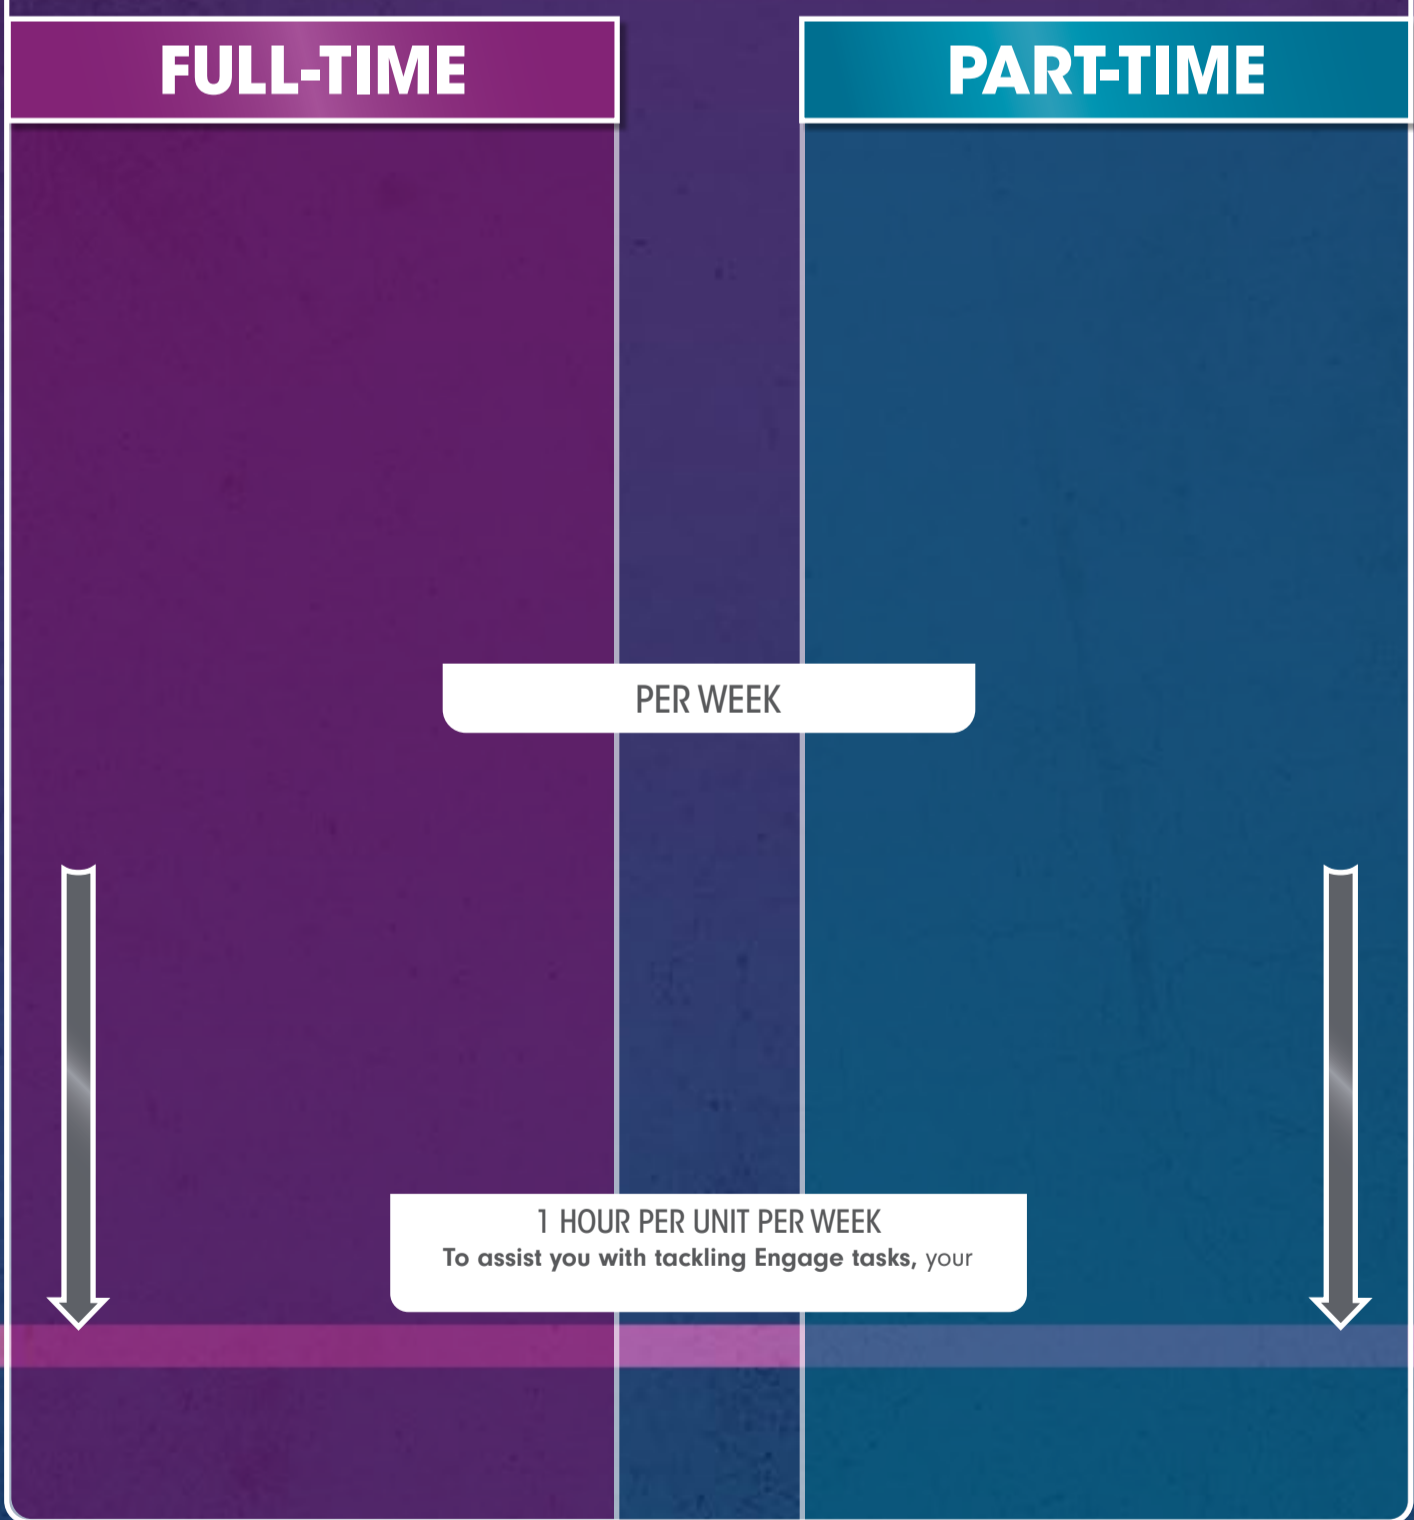 FULL-TIME
PART-TIME
PER WEEK
1 HOUR PER UNIT PER WEEK
To assist you with tackling Engage tasks, your